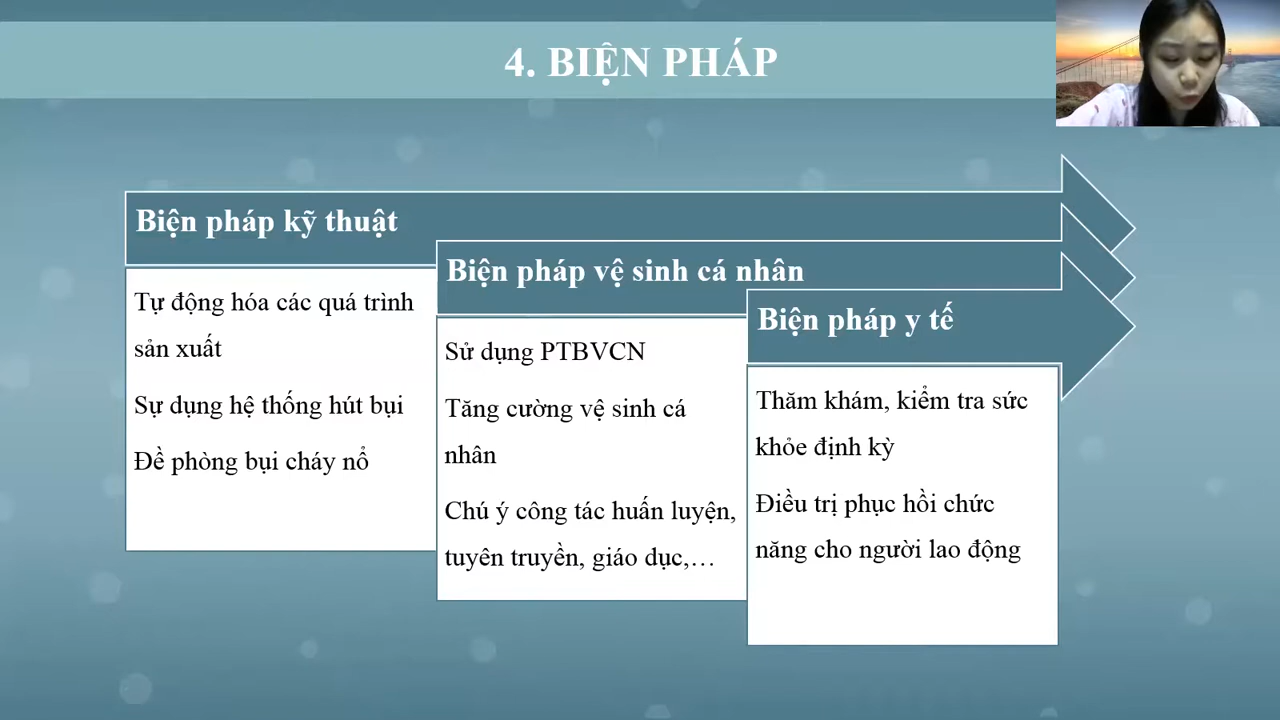 4. BIỆN PHÁP
Biện pháp kỹ thuật
Tự động hóa các quá trình
sản xuất
Sự dụng hệ thống hút bụi
Đề phòng bụi cháy nổ
Biện pháp vệ sinh cá nhân
Sử dụng PTBVCN
Tăng cường vệ sinh cá
nhân
Chú ý công tác huấn luyện,
tuyên truyền, giáo dục,…
Biện pháp y tế
Thăm khám, kiểm tra sức
khỏe định kỳ
Điều trị phục hồi chức
năng cho người lao động